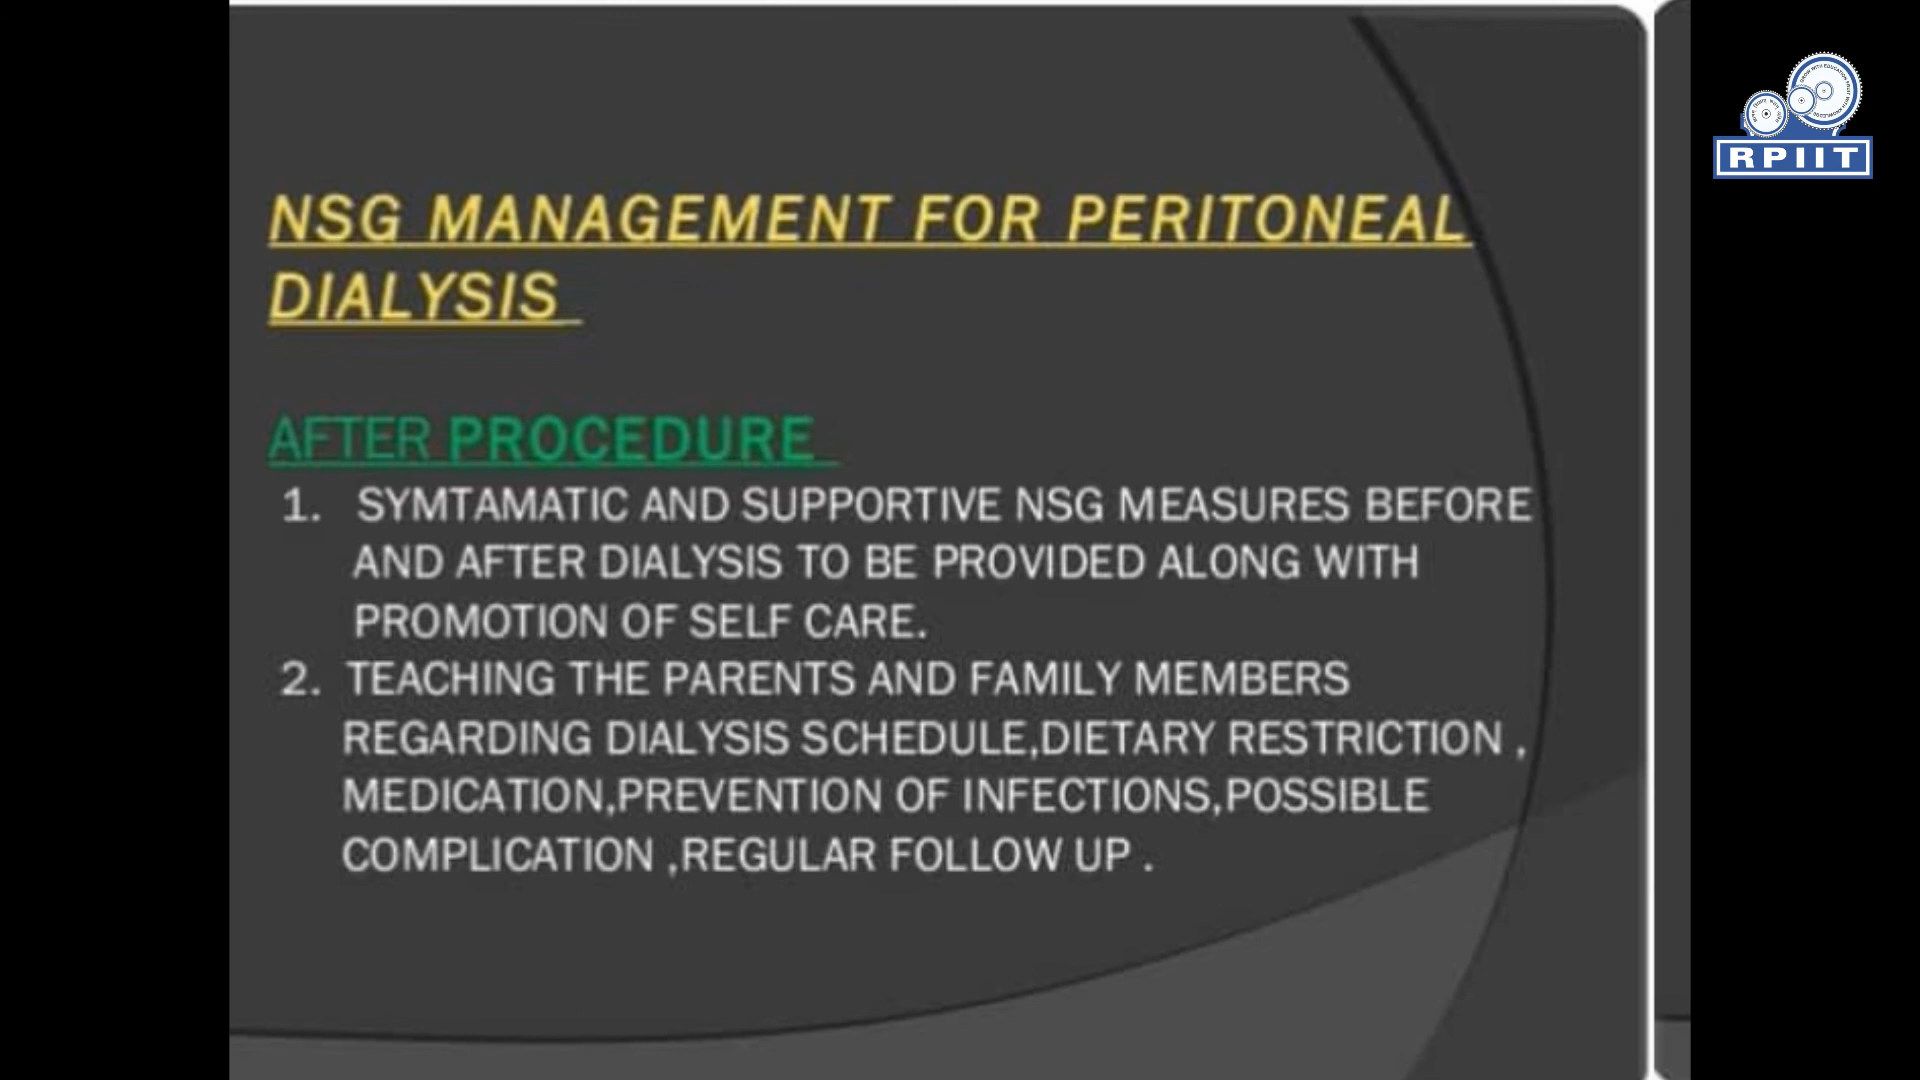 NSG MANAGEMENT FOR PERITONEAL
DIALYSIS
AFTER PROCEDURE
1. SYMTAMATIC AND SUPPORTIVE NSG MEASURES BEFORE
AND AFTER DIALYSIS TO BE PROVIDED ALONG WITH
PROMOTION OF SELF CARE.
2. TEACHING THE PARENTS AND FAMILY MEMBERS
REGARDING DIALYSIS SCHEDULE,DIETARY RESTRICTION ,
MEDICATION,PREVENTION OF INFECTIONS,POSSIBLE
COMPLICATION ,REGULAR FOLLOW UP .
RPIIT